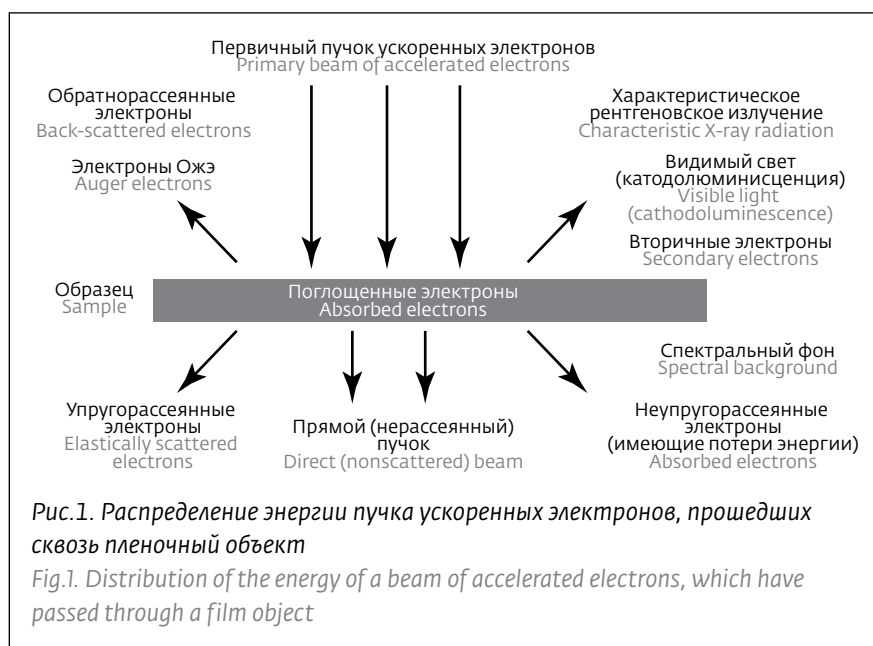 Первичный пучок ускоренных электронов
Primary beam of accelerated electrons
Обратнорассеянные
электроны
Back-scattered electrons
Электроны Ожэ
Auger electrons
Характеристическое
рентгеновское излучение
Characteristic X-ray radiation
Видимый свет
(катодолюминисценция)
Visible light
(cathodoluminescence)
Вторичные электроны
Secondary electrons
Образец
Sample
Поглощенные электроны
Absorbed electrons
Спектральный фон
Spectral background
Упругорассеянные
электроны
Elastically scattered
electrons
Прямой (нерассеянный)
пучок
Direct (nonscattered) beam
Неупругорассеянные
электроны
(имеющие потери энергии)
Absorbed electrons
Рис.1. Распределение энергии пучка ускоренных электронов, прошедших
сквозь пленочный объект
Fig.1. Distribution of the energy of a beam of accelerated electrons, which have
passed through a film object